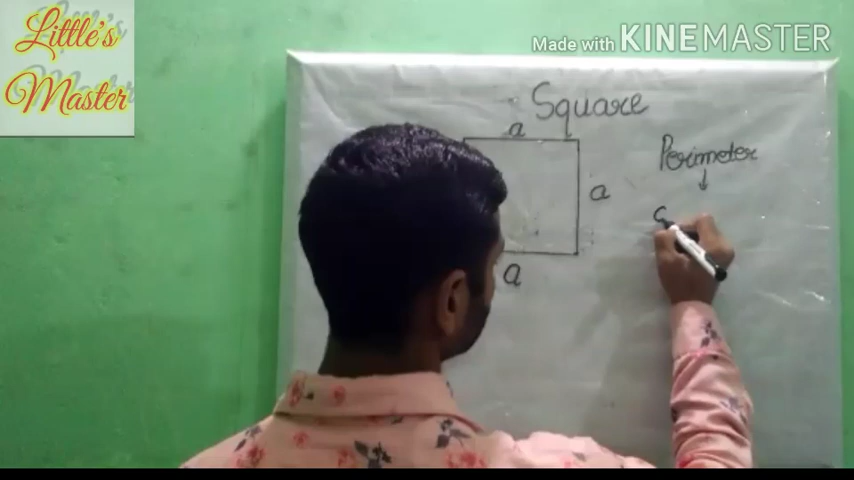 Little's
Master
Made with KINEMASTER
Square
a
Perimeter
a
a